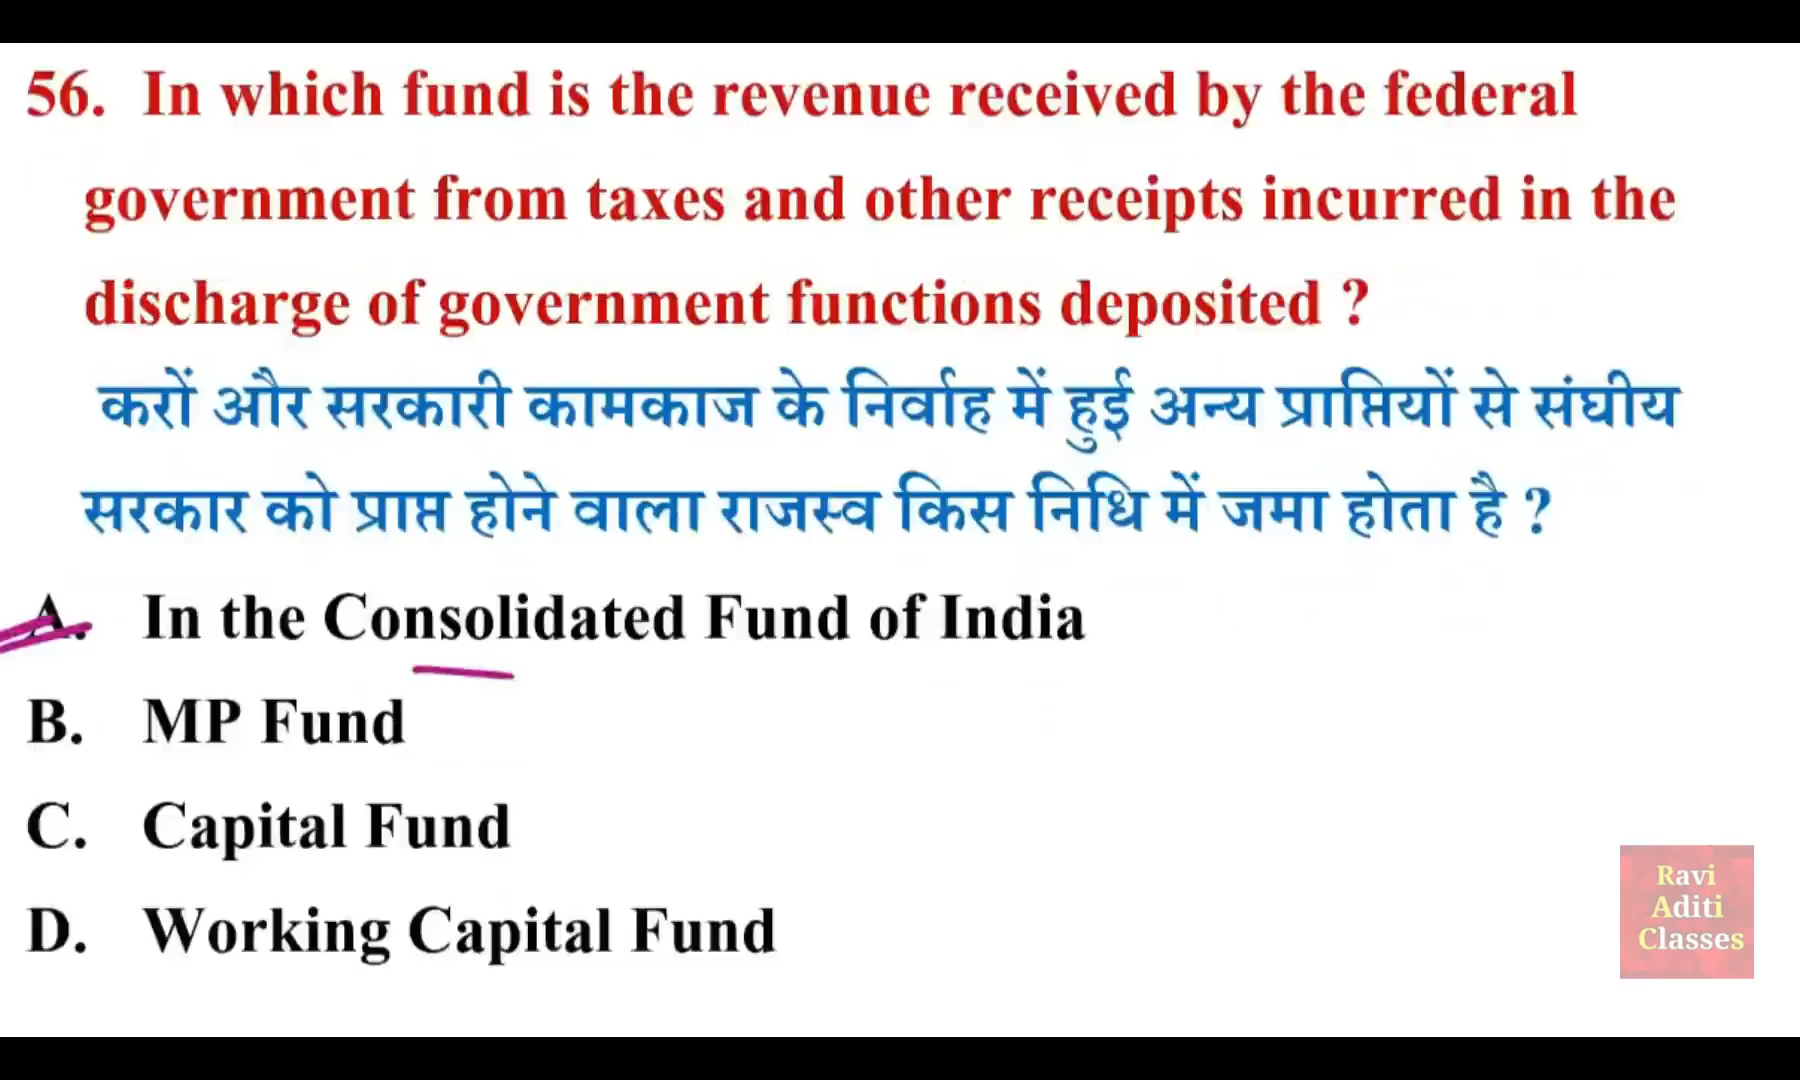 56. In which fund is the revenue received by the federal
government from taxes and other receipts incurred in the
discharge of government functions deposited ?
करों और सरकारी कामकाज के निर्वाह में हुई अन्य प्राप्तियों से संघीय
सरकार को प्राप्त होने वाला राजस्व किस निधि में जमा होता है ?
A. In the Consolidated Fund of India
B. MP Fund
C. Capital Fund
D. Working Capital Fund
Ravi
Aditi
Classes